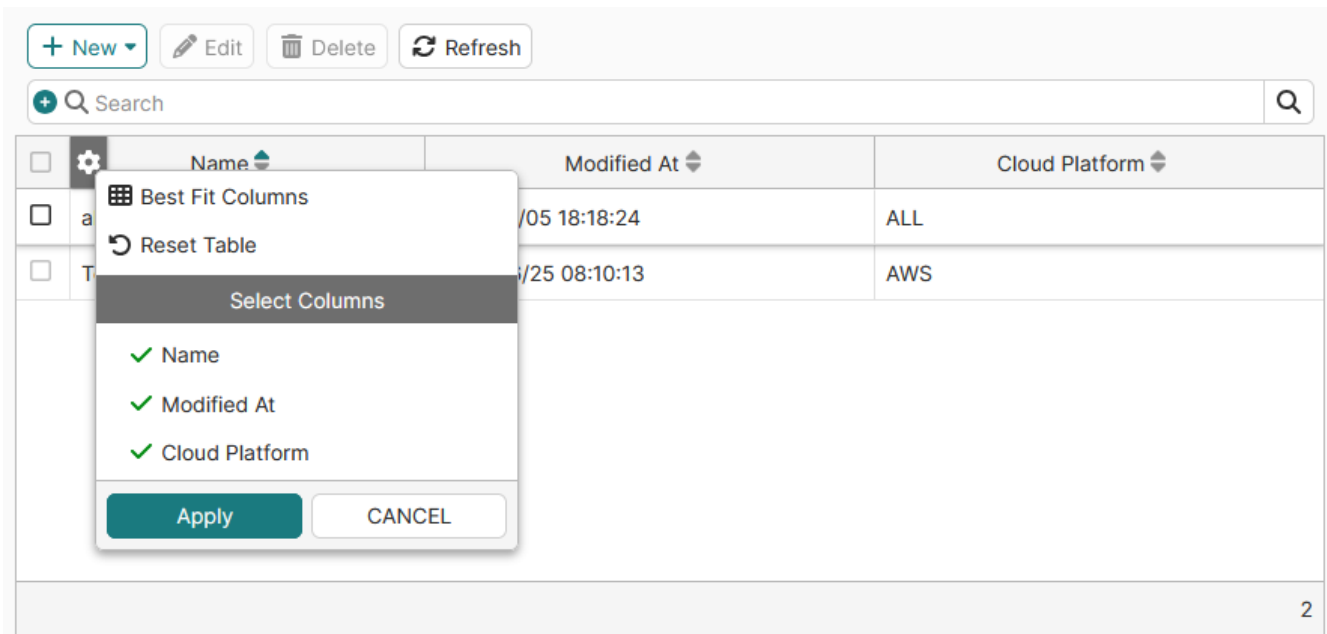 New Edit Delete Refresh
Search
Name Modified At Cloud Platform
Best Fit Columns
a /05 18:18:24 ALL
Reset Table
T /25 08:10:13 AWS
Select Columns
Name
Modified At
Cloud Platform
Apply CANCEL
2